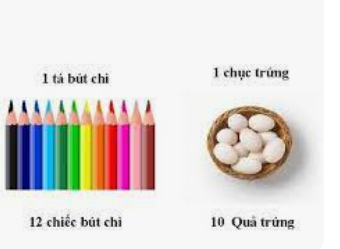 1 tá bút chì
1 chục trứng
12 chiếc bút chì
10 Quả trứng